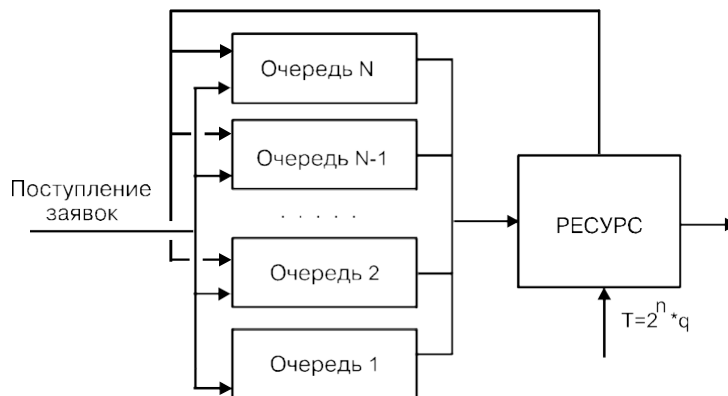 Очередь N
Очередь N-1
Поступление
заявок
. . . . .
РЕСУРС
Очередь 2
T=2^n *q
Очередь 1